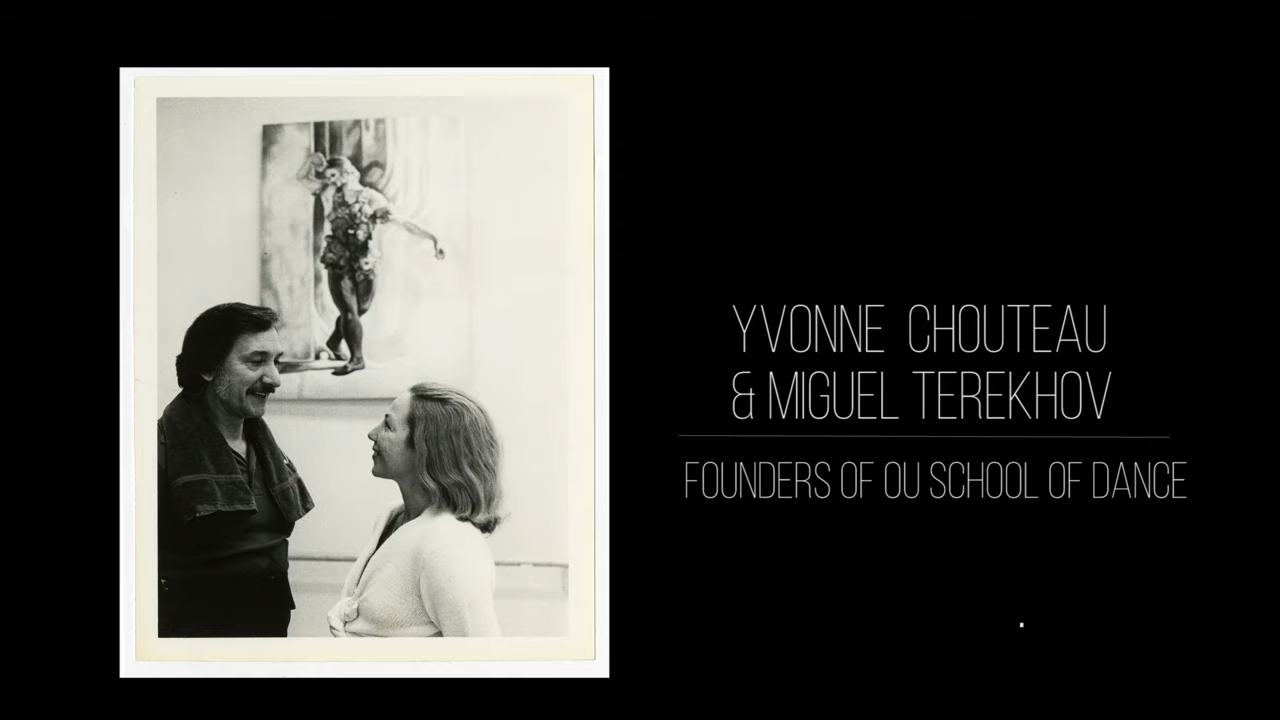 YVONNE CHOUTEAU
& MIGUEL TEREKHOV
FOUNDERS OF OU SCHOOL OF DANCE